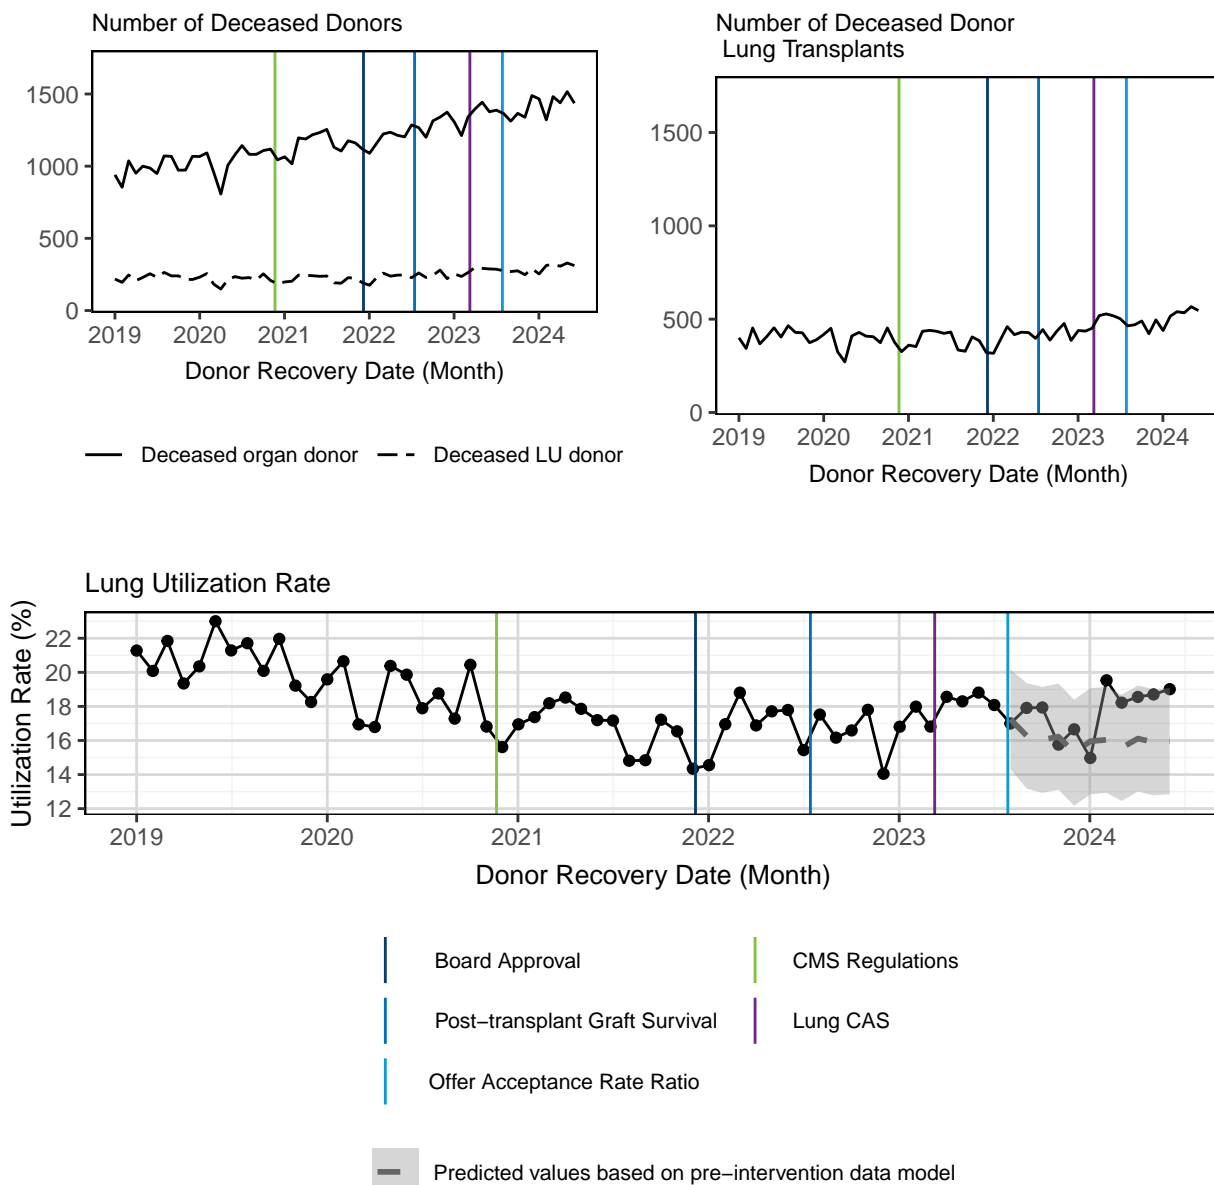 Number of Deceased Donors
1500
1000
500
0
2019 2020 2021 2022 2023 2024
Donor Recovery Date (Month)
Deceased organ donor Deceased LU donor
Number of Deceased Donor
Lung Transplants
1500
1000
500
0
2019 2020 2021 2022 2023 2024
Donor Recovery Date (Month)
Lung Utilization Rate
Utilization Rate (%)
22
20
18
16
14
12
2019 2020 2021 2022 2023 2024
Donor Recovery Date (Month)
Board Approval CMS Regulations
Post−transplant Graft Survival Lung CAS
Offer Acceptance Rate Ratio
Predicted values based on pre−intervention data model